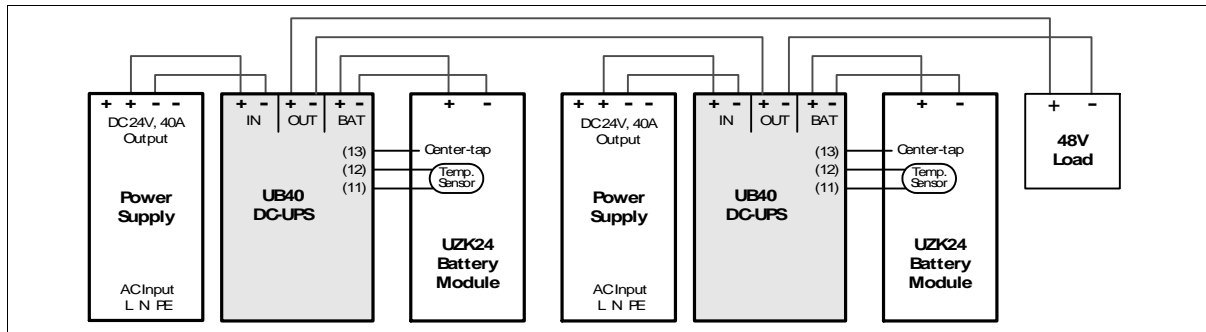 + + - -
DC24V, 40A
Output
Power
Supply
AC Input
L N PE
+ - + - + -
IN OUT BAT
(13)
(12)
(11)
UB40
DC-UPS
+ -
Center-tap
Temp.
Sensor
UZK24
Battery
Module
+ + - -
DC24V, 40A
Output
Power
Supply
AC Input
L N PE
+ - + - + -
IN OUT BAT
(13)
(12)
(11)
UB40
DC-UPS
+ -
Center-tap
Temp.
Sensor
UZK24
Battery
Module
+ -
48V
Load